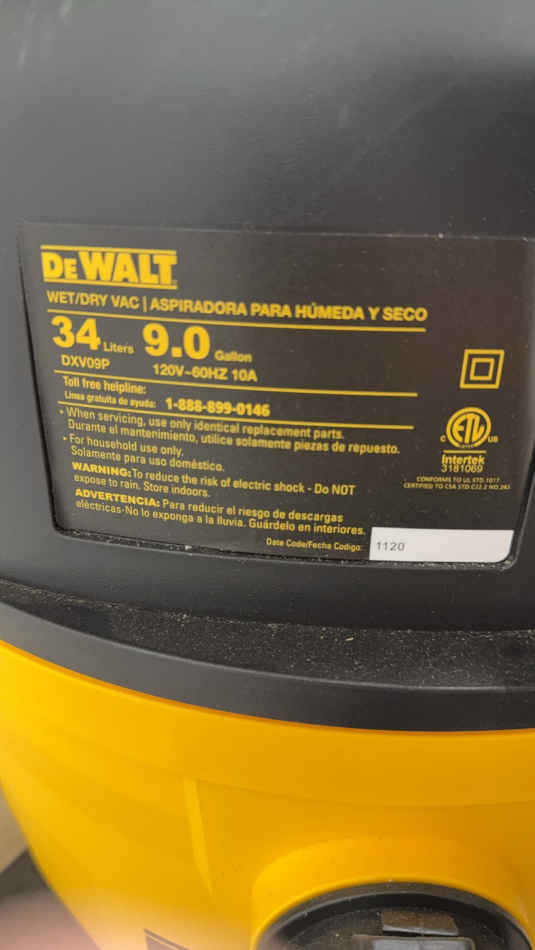 DEWALT
WET/DRY VAC | ASPIRADORA PARA HÚMEDA Y SECO
34 Liters 9.0 Gallon
DXV09P 120V~60HZ 10A
Toll free helpline:
Línea gratuita de ayuda: 1-888-899-0146
• When servicing, use only identical replacement parts.
Durante el mantenimiento, utilice solamente piezas de repuesto.
• For household use only.
Solamente para uso doméstico.
WARNING: To reduce the risk of electric shock - Do NOT
expose to rain. Store indoors.
ADVERTENCIA: Para reducir el riesgo de descargas
eléctricas-No lo exponga a la lluvia. Guárdelo en interiores.
Date Code/Fecha Codigo: 1120
C ETL US
Intertek
3181069
CONFORMS TO UL STD.1017
CERTIFIED TO CSA STD C22.2 NO.243